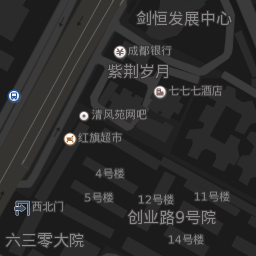 剑恒发展中心
成都银行
紫荆岁月
七七七酒店
清风苑网吧
红旗超市
4号楼
5号楼
12号楼
11号楼
西北门
创业路9号院
六三零大院
14号楼